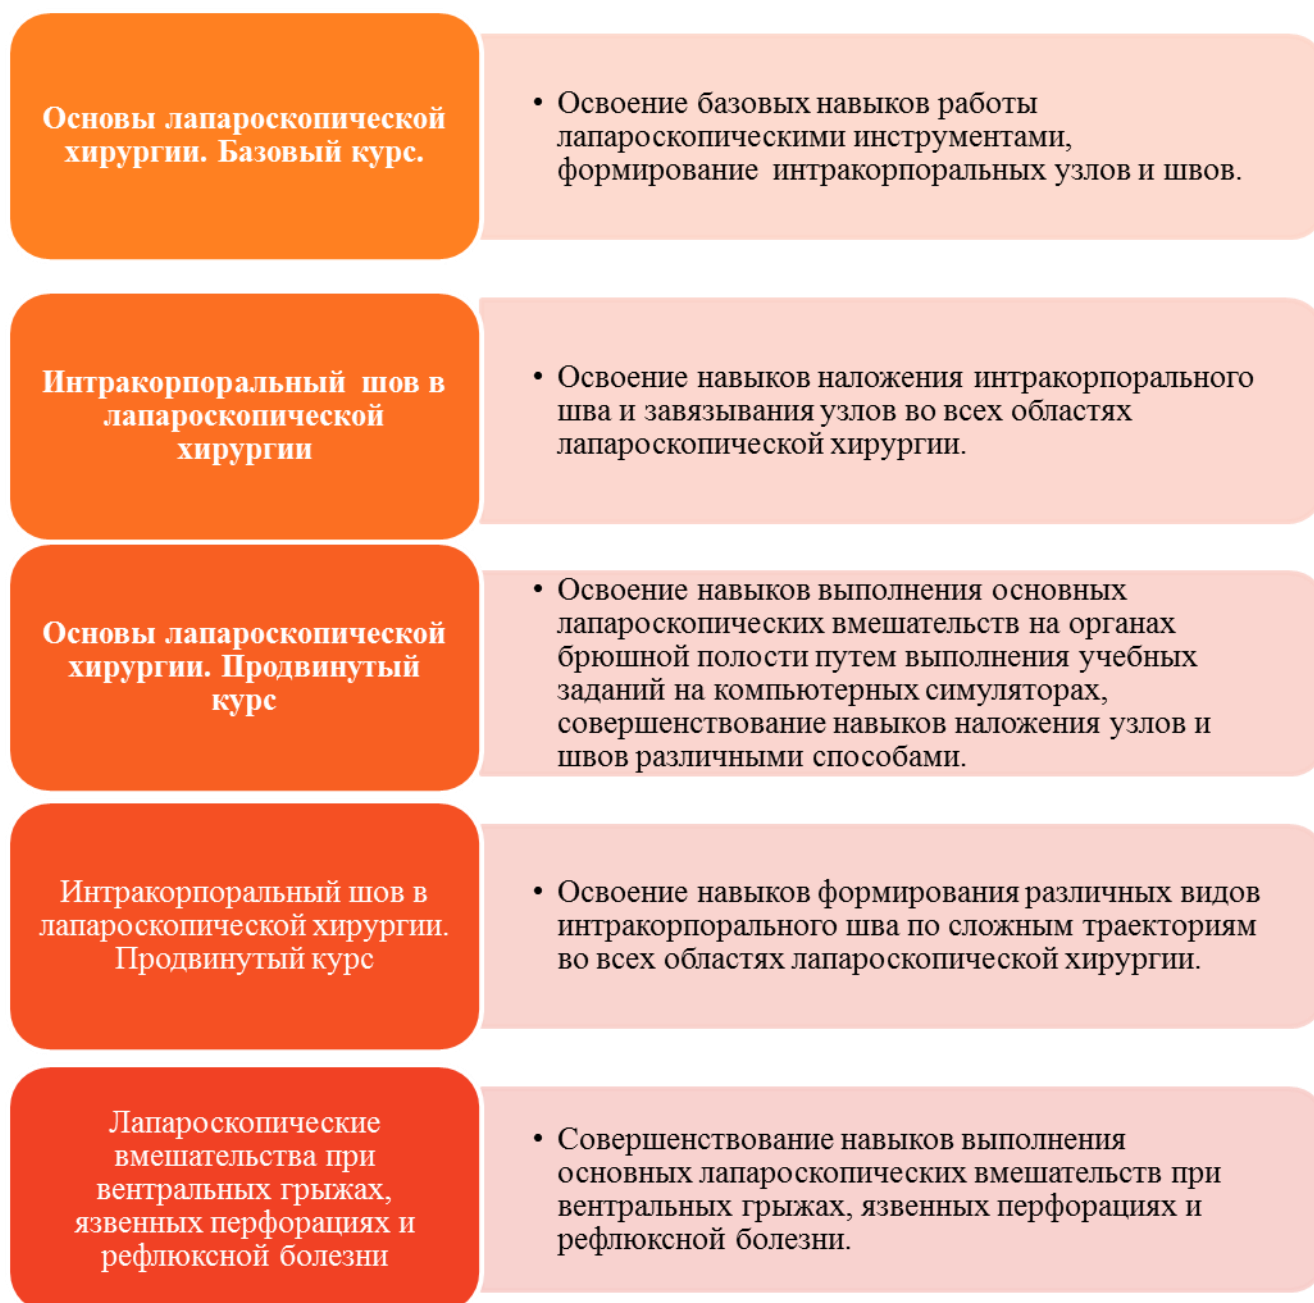 Основы лапароскопической
хирургии. Базовый курс.
• Освоение базовых навыков работы
лапароскопическими инструментами,
формирование интракорпоральных узлов и швов.
Интракорпоральный шов в
лапароскопической
хирургии
• Освоение навыков наложения интракорпорального
шва и завязывания узлов во всех областях
лапароскопической хирургии.
Основы лапароскопической
хирургии. Продвинутый
курс
• Освоение навыков выполнения основных
лапароскопических вмешательств на органах
брюшной полости путем выполнения учебных
заданий на компьютерных симуляторах,
совершенствование навыков наложения узлов и
швов различными способами.
Интракорпоральный шов в
лапароскопической хирургии.
Продвинутый курс
• Освоение навыков формирования различных видов
интракорпорального шва по сложным траекториям
во всех областях лапароскопической хирургии.
Лапароскопические
вмешательства при
вентральных грыжах,
язвенных перфорациях и
рефлюксной болезни
• Совершенствование навыков выполнения
основных лапароскопических вмешательств при
вентральных грыжах, язвенных перфорациях и
рефлюксной болезни.